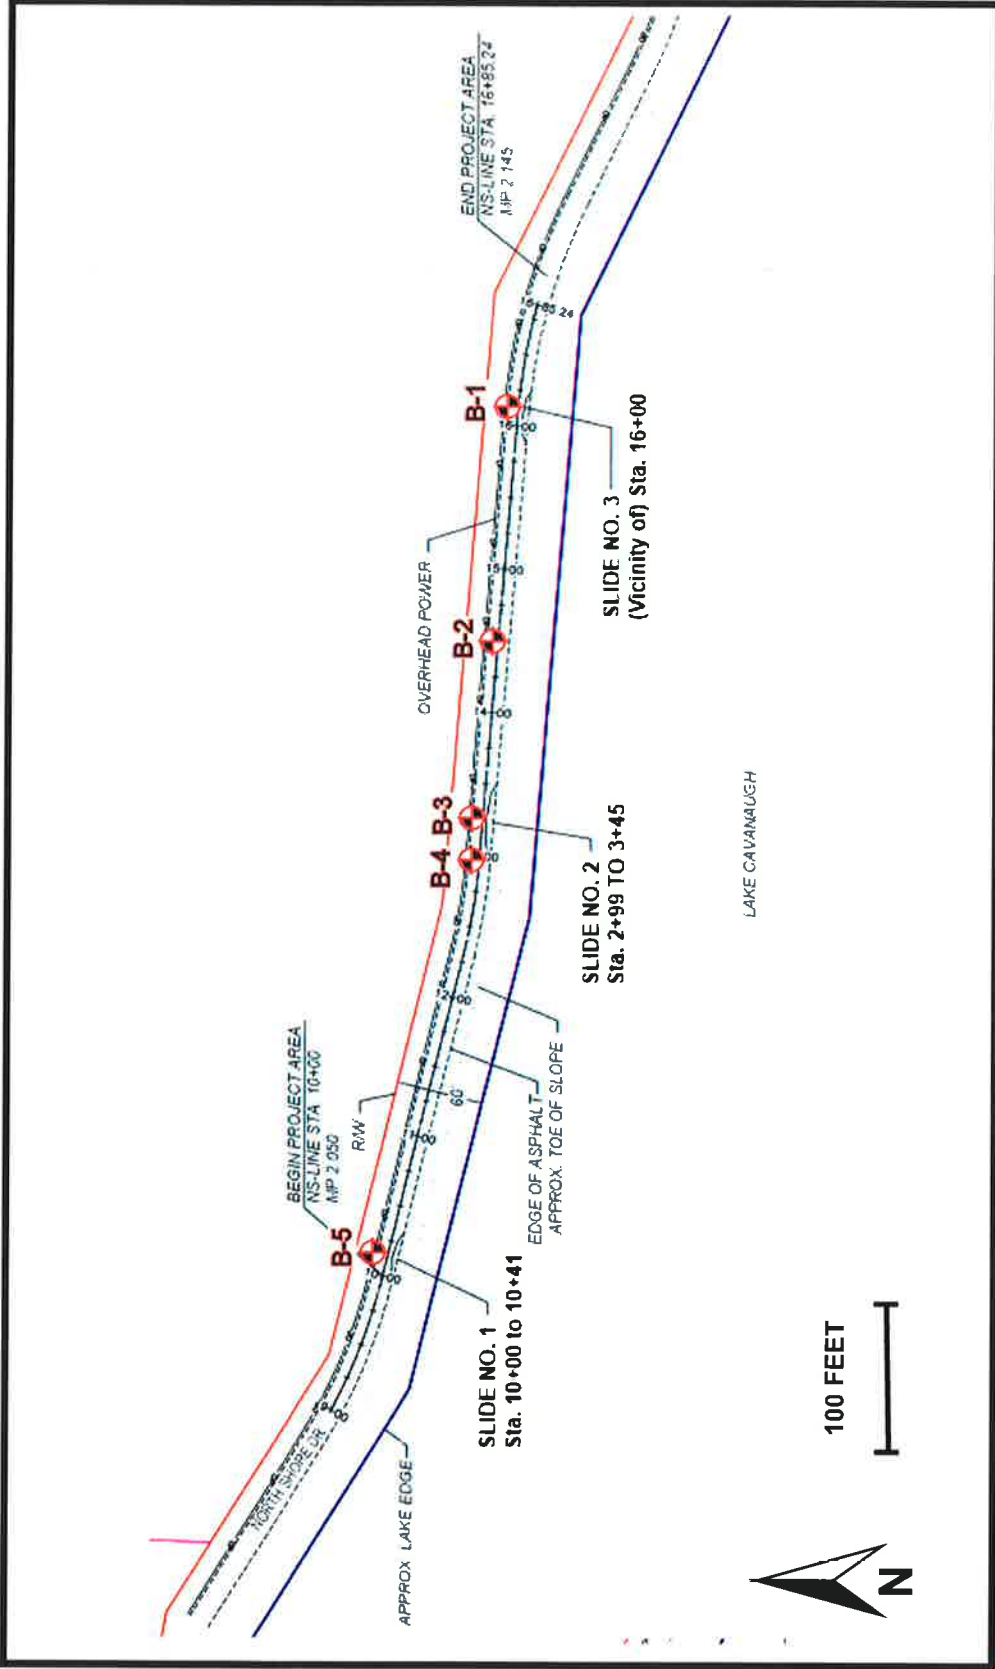 END PROJECT AREA
NS-LINE STA. 16+85.24
MP 2.145
B-1
OVERHEAD POWER
B-2
B-3
B-4
BEGIN PROJECT AREA
NS-LINE STA 10+00
MP 2.050
R/W
B-5
NORTH SHORE DR
60'
24
SLIDE NO. 3
(Vicinity of) Sta. 16+00
SLIDE NO. 2
Sta. 2+99 TO 3+45
EDGE OF ASPHALT
APPROX. TOE OF SLOPE
SLIDE NO. 1
Sta. 10+00 to 10+41
APPROX LAKE EDGE
LAKE CAVANAUGH
100 FEET
N